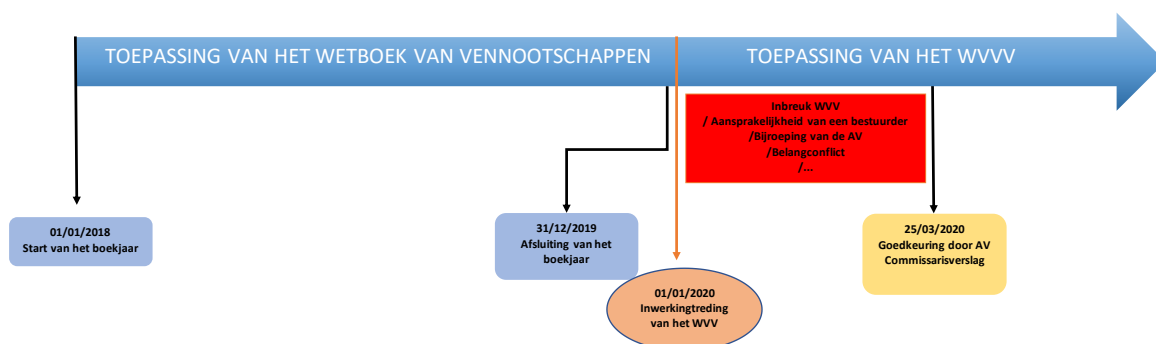 TOEPASSING VAN HET WETBOEK VAN VENNOOTSCHAPPEN
TOEPASSING VAN HET WVVV
Inbreuk WVV
/ Aansprakelijkheid van een bestuurder
/Bijroeping van de AV
/Belangconflict
/...
01/01/2018
Start van het boekjaar
31/12/2019
Afsluiting van het
boekjaar
25/03/2020
Goedkeuring door AV
Commissarisverslag
01/01/2020
Inwerkingtreding
van het WVV